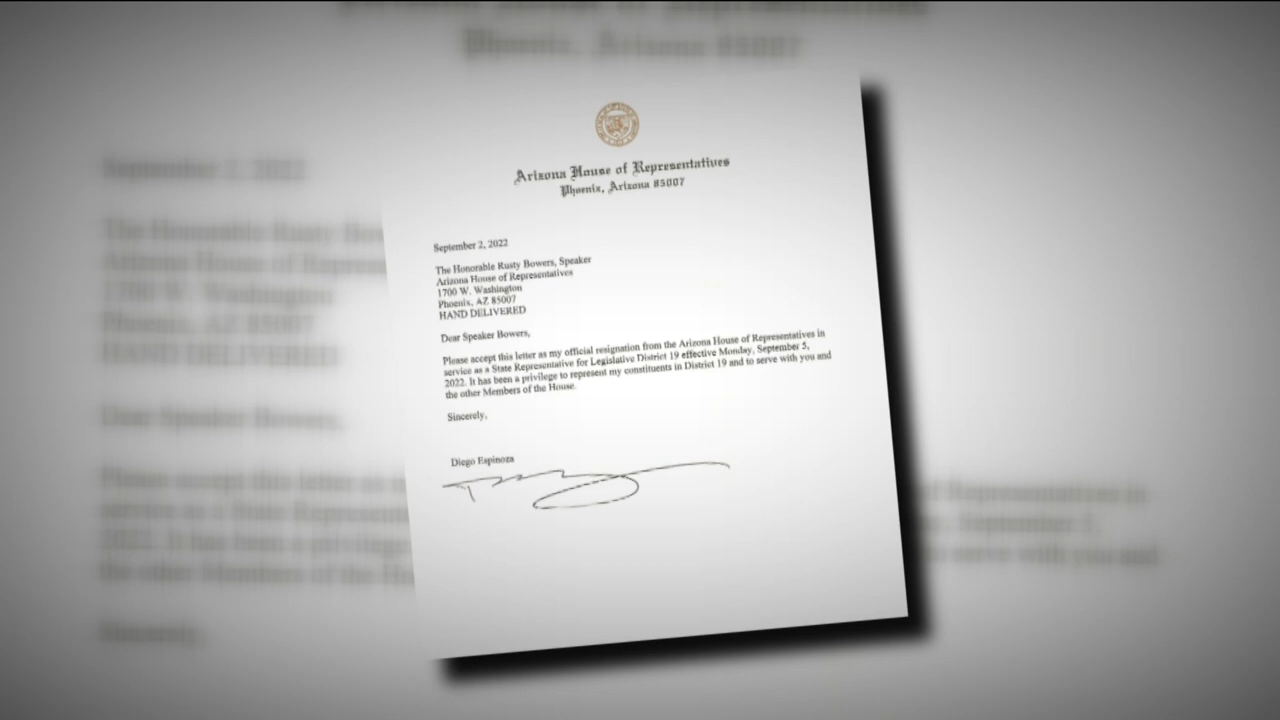 Arizona House of Representatives
Phoenix, Arizona 85007
September 2, 2022
The Honorable Rusty Bowers, Speaker
Arizona House of Representatives
1700 W. Washington
Phoenix, AZ 85007
HAND DELIVERED
Dear Speaker Bowers,
Please accept this letter as my official resignation from the Arizona House of Representatives in
service as a State Representative for Legislative District 19 effective Monday, September 5,
2022. It has been a privilege to represent my constituents in District 19 and to serve with you and
the other Members of the House.
Sincerely,
Diego Espinoza